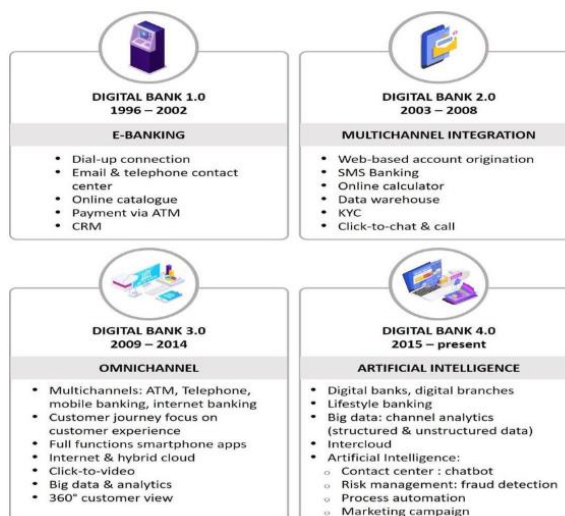 DIGITAL BANK 1.0
1996 – 2002
E-BANKING
• Dial-up connection
• Email & telephone contact
center
• Online catalogue
• Payment via ATM
• CRM
DIGITAL BANK 2.0
2003 – 2008
MULTICHANNEL INTEGRATION
• Web-based account origination
• SMS Banking
• Online calculator
• Data warehouse
• KYC
• Click-to-chat & call
DIGITAL BANK 3.0
2009 – 2014
OMNICHANNEL
• Multichannels: ATM, Telephone,
mobile banking, internet banking
• Customer journey focus on
customer experience
• Full functions smartphone apps
• Internet & hybrid cloud
• Click-to-video
• Big data & analytics
• 360° customer view
DIGITAL BANK 4.0
2015 – present
ARTIFICIAL INTELLIGENCE
• Digital banks, digital branches
• Lifestyle banking
• Big data: channel analytics
(structured & unstructured data)
• Intercloud
• Artificial Intelligence:
o Contact center : chatbot
o Risk management: fraud detection
o Process automation
o Marketing campaign